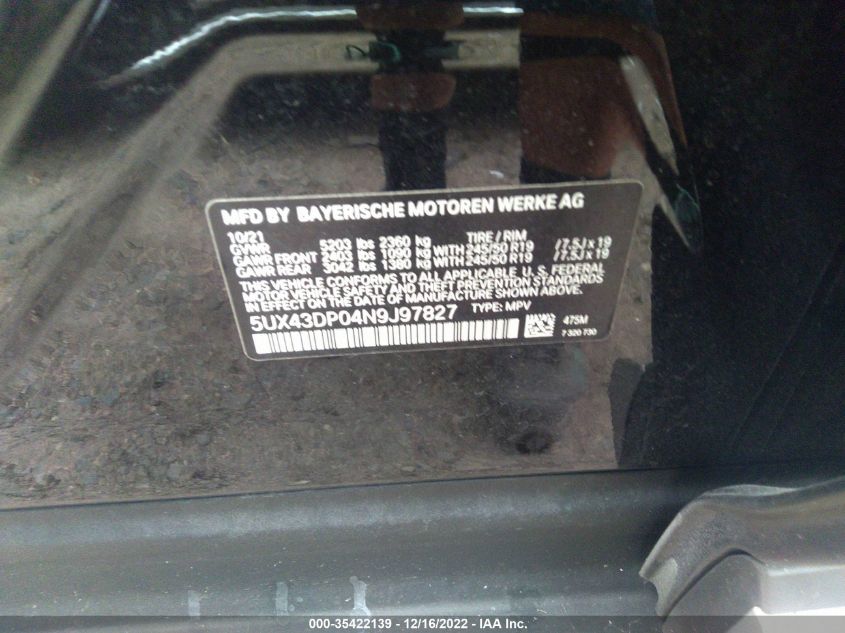 MFD BY BAYERISCHE MOTOREN WERKE AG
10/21 TIRE / RIM
GVWR 5203 lbs 2360 kg
GAWR FRONT 2403 lbs 1090 kg WITH 245/50 R19 /7.5J x 19
GAWR REAR 3042 lbs 1380 kg WITH 245/50 R19 /7.5J x 19
THIS VEHICLE CONFORMS TO ALL APPLICABLE U. S. FEDERAL
MOTOR VEHICLE SAFETY AND THEFT PREVENTION STANDARDS
IN EFFECT ON THE DATE OF MANUFACTURE SHOWN ABOVE.
5UX43DP04N9J97827 TYPE: MPV
475M
7 320 730
000-35422139 - 12/16/2022 - IAA Inc.